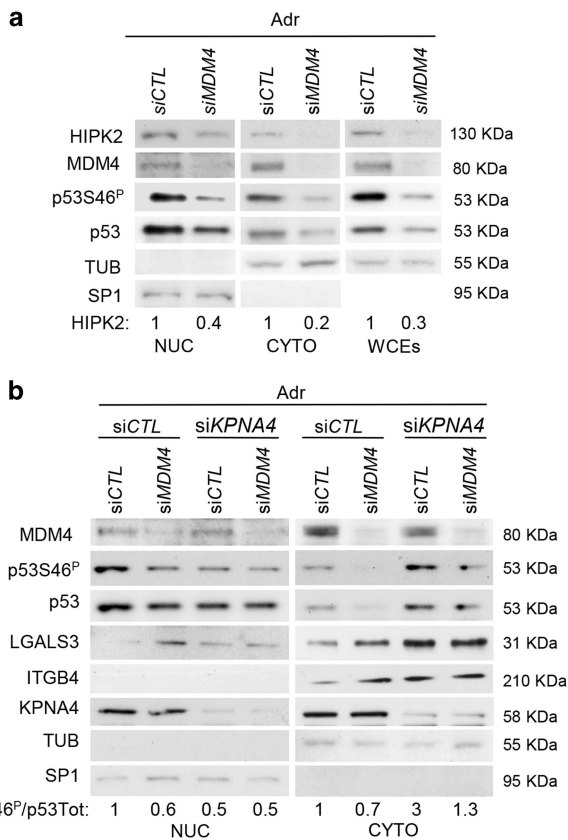 a
Adr
siCTL siMDM4 siCTL siMDM4 siCTL siMDM4
HIPK2 130 KDa
MDM4 80 KDa
p53S46ᴾ 53 KDa
p53 53 KDa
TUB 55 KDa
SP1 95 KDa
HIPK2: 1 0.4 1 0.2 1 0.3
NUC CYTO WCEs
b
Adr
siCTL siKPNA4 siCTL siKPNA4
siCTL siMDM4 siCTL siMDM4 siCTL siMDM4 siCTL siMDM4
MDM4 80 KDa
p53S46ᴾ 53 KDa
p53 53 KDa
LGALS3 31 KDa
ITGB4 210 KDa
KPNA4 58 KDa
TUB 55 KDa
SP1 95 KDa
46ᴾ/p53Tot: 1 0.6 0.5 0.5 1 0.7 3 1.3
NUC CYTO